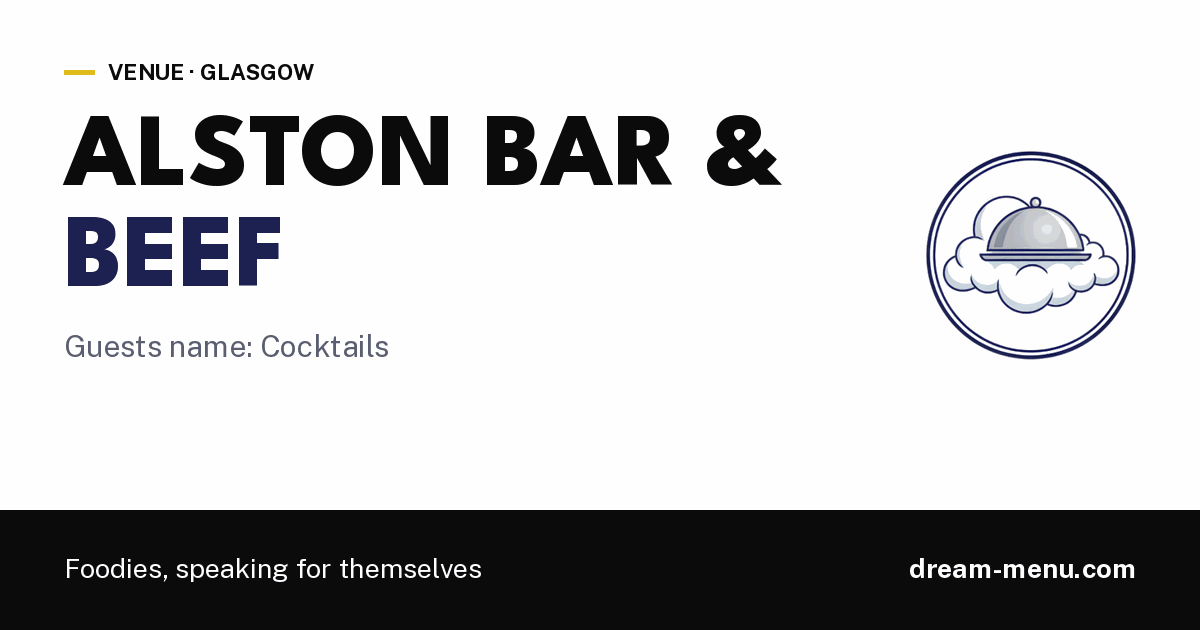 VENUE · GLASGOW
ALSTON BAR &
BEEF
Guests name: Cocktails
Foodies, speaking for themselves
dream-menu.com